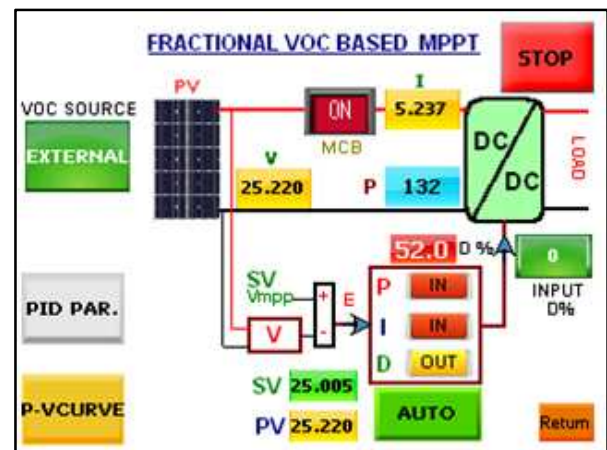 FRACTIONAL VOC BASED MPPT
STOP
PV
I
VOC SOURCE
ON
5.237
EXTERNAL
MCB
DC
DC
LOAD
V
25.220
P
132
52.0
D %
0
INPUT
D%
SV
Vmpp
+
-
E
V
P
IN
I
IN
D
OUT
PID PAR.
SV
25.005
PV
25.220
AUTO
P-VCURVE
Return